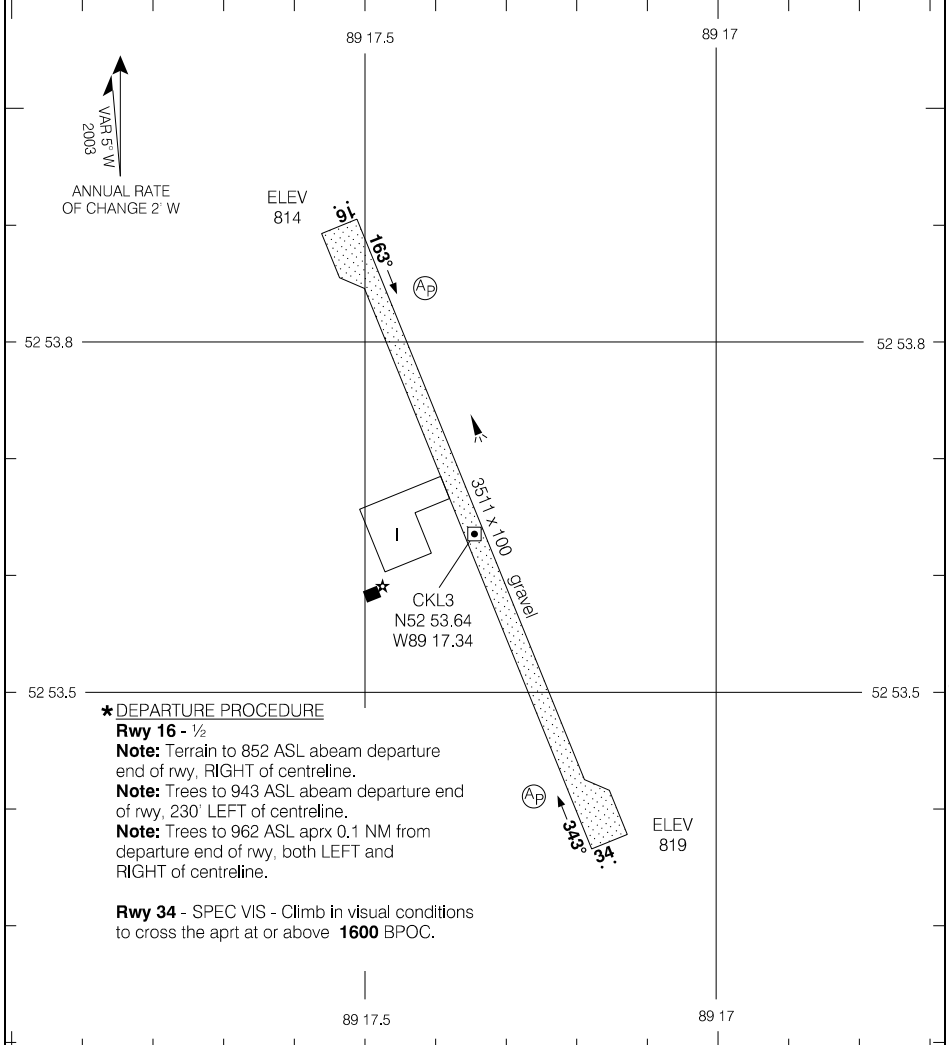 89 17.5
89 17
VAR 5° W
2003
ANNUAL RATE
OF CHANGE 2' W
ELEV
814
16
163°
AP
52 53.8
52 53.8
3511 x 100 gravel
I
CKL3
N52 53.64
W89 17.34
52 53.5
52 53.5
* DEPARTURE PROCEDURE
Rwy 16 - ½
Note: Terrain to 852 ASL abeam departure
end of rwy, RIGHT of centreline.
Note: Trees to 943 ASL abeam departure end
of rwy, 230' LEFT of centreline.
Note: Trees to 962 ASL aprx 0.1 NM from
departure end of rwy, both LEFT and
RIGHT of centreline.
Rwy 34 - SPEC VIS - Climb in visual conditions
to cross the aprt at or above 1600 BPOC.
AP
343°
34
ELEV
819
89 17.5
89 17